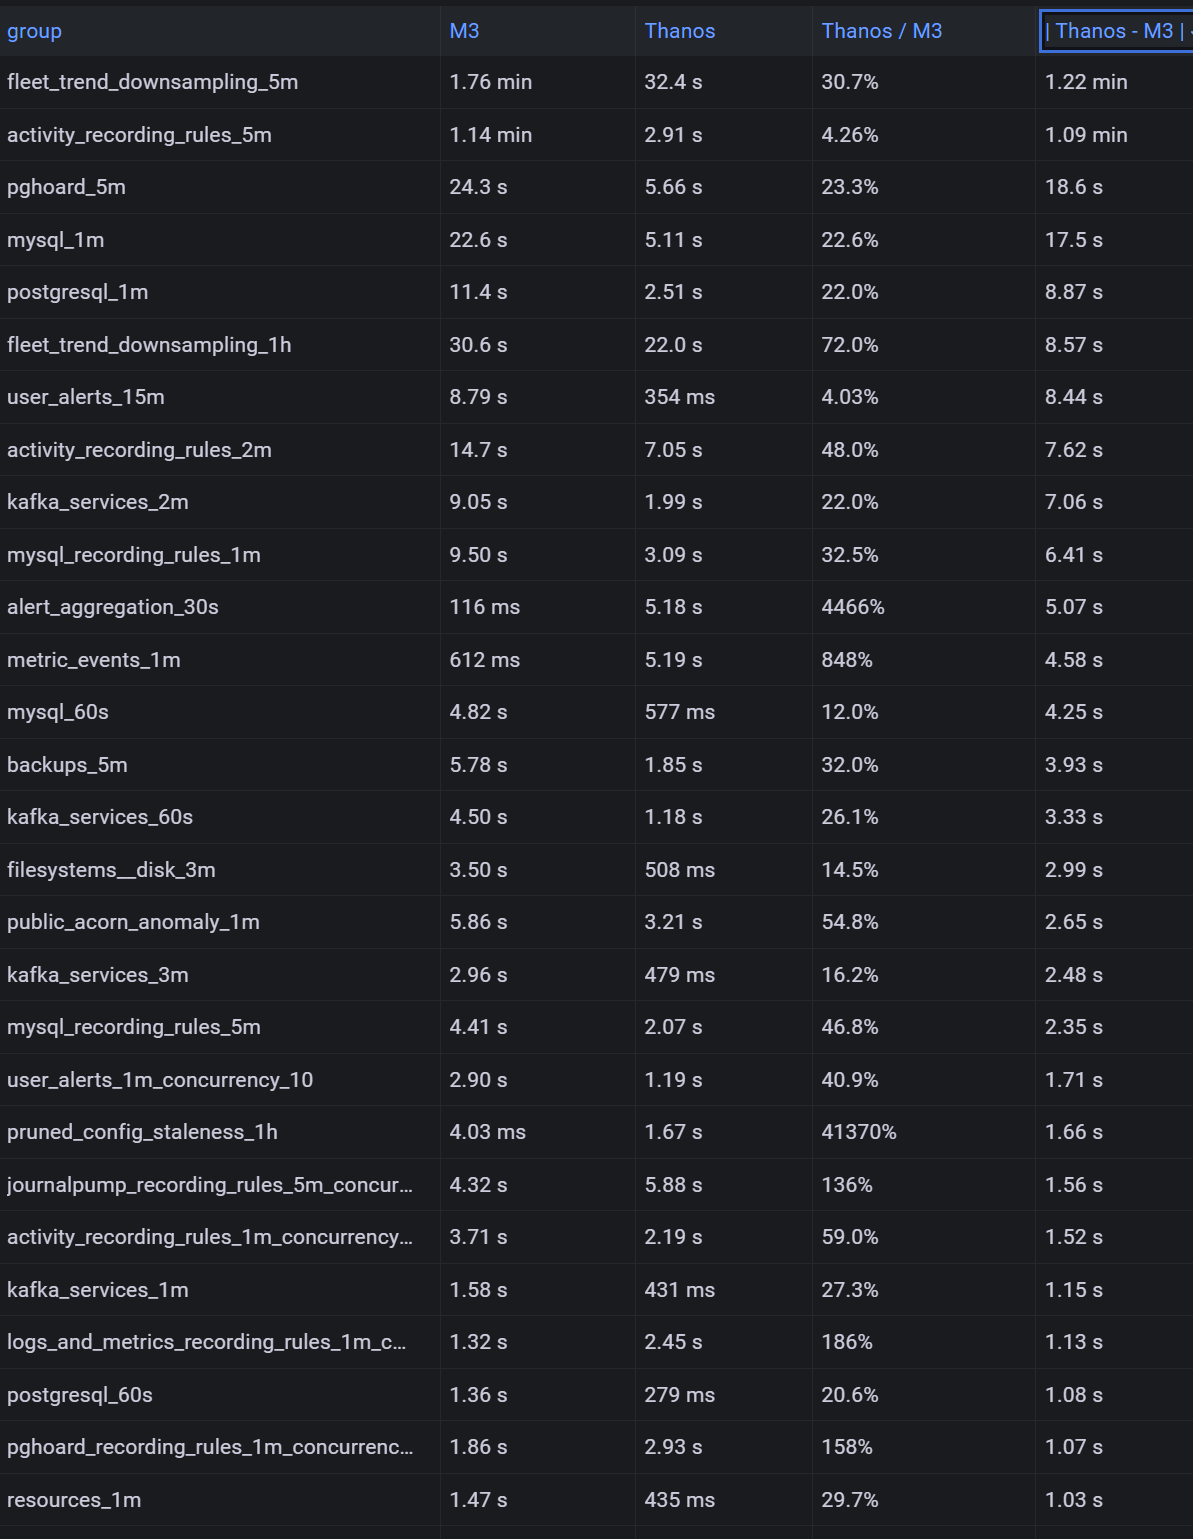 group M3 Thanos Thanos / M3 | Thanos - M3 |
fleet_trend_downsampling_5m 1.76 min 32.4 s 30.7% 1.22 min
activity_recording_rules_5m 1.14 min 2.91 s 4.26% 1.09 min
pghoard_5m 24.3 s 5.66 s 23.3% 18.6 s
mysql_1m 22.6 s 5.11 s 22.6% 17.5 s
postgresql_1m 11.4 s 2.51 s 22.0% 8.87 s
fleet_trend_downsampling_1h 30.6 s 22.0 s 72.0% 8.57 s
user_alerts_15m 8.79 s 354 ms 4.03% 8.44 s
activity_recording_rules_2m 14.7 s 7.05 s 48.0% 7.62 s
kafka_services_2m 9.05 s 1.99 s 22.0% 7.06 s
mysql_recording_rules_1m 9.50 s 3.09 s 32.5% 6.41 s
alert_aggregation_30s 116 ms 5.18 s 4466% 5.07 s
metric_events_1m 612 ms 5.19 s 848% 4.58 s
mysql_60s 4.82 s 577 ms 12.0% 4.25 s
backups_5m 5.78 s 1.85 s 32.0% 3.93 s
kafka_services_60s 4.50 s 1.18 s 26.1% 3.33 s
filesystems__disk_3m 3.50 s 508 ms 14.5% 2.99 s
public_acorn_anomaly_1m 5.86 s 3.21 s 54.8% 2.65 s
kafka_services_3m 2.96 s 479 ms 16.2% 2.48 s
mysql_recording_rules_5m 4.41 s 2.07 s 46.8% 2.35 s
user_alerts_1m_concurrency_10 2.90 s 1.19 s 40.9% 1.71 s
pruned_config_staleness_1h 4.03 ms 1.67 s 41370% 1.66 s
journalpump_recording_rules_5m_concur... 4.32 s 5.88 s 136% 1.56 s
activity_recording_rules_1m_concurrency... 3.71 s 2.19 s 59.0% 1.52 s
kafka_services_1m 1.58 s 431 ms 27.3% 1.15 s
logs_and_metrics_recording_rules_1m_c... 1.32 s 2.45 s 186% 1.13 s
postgresql_60s 1.36 s 279 ms 20.6% 1.08 s
pghoard_recording_rules_1m_concurrenc... 1.86 s 2.93 s 158% 1.07 s
resources_1m 1.47 s 435 ms 29.7% 1.03 s